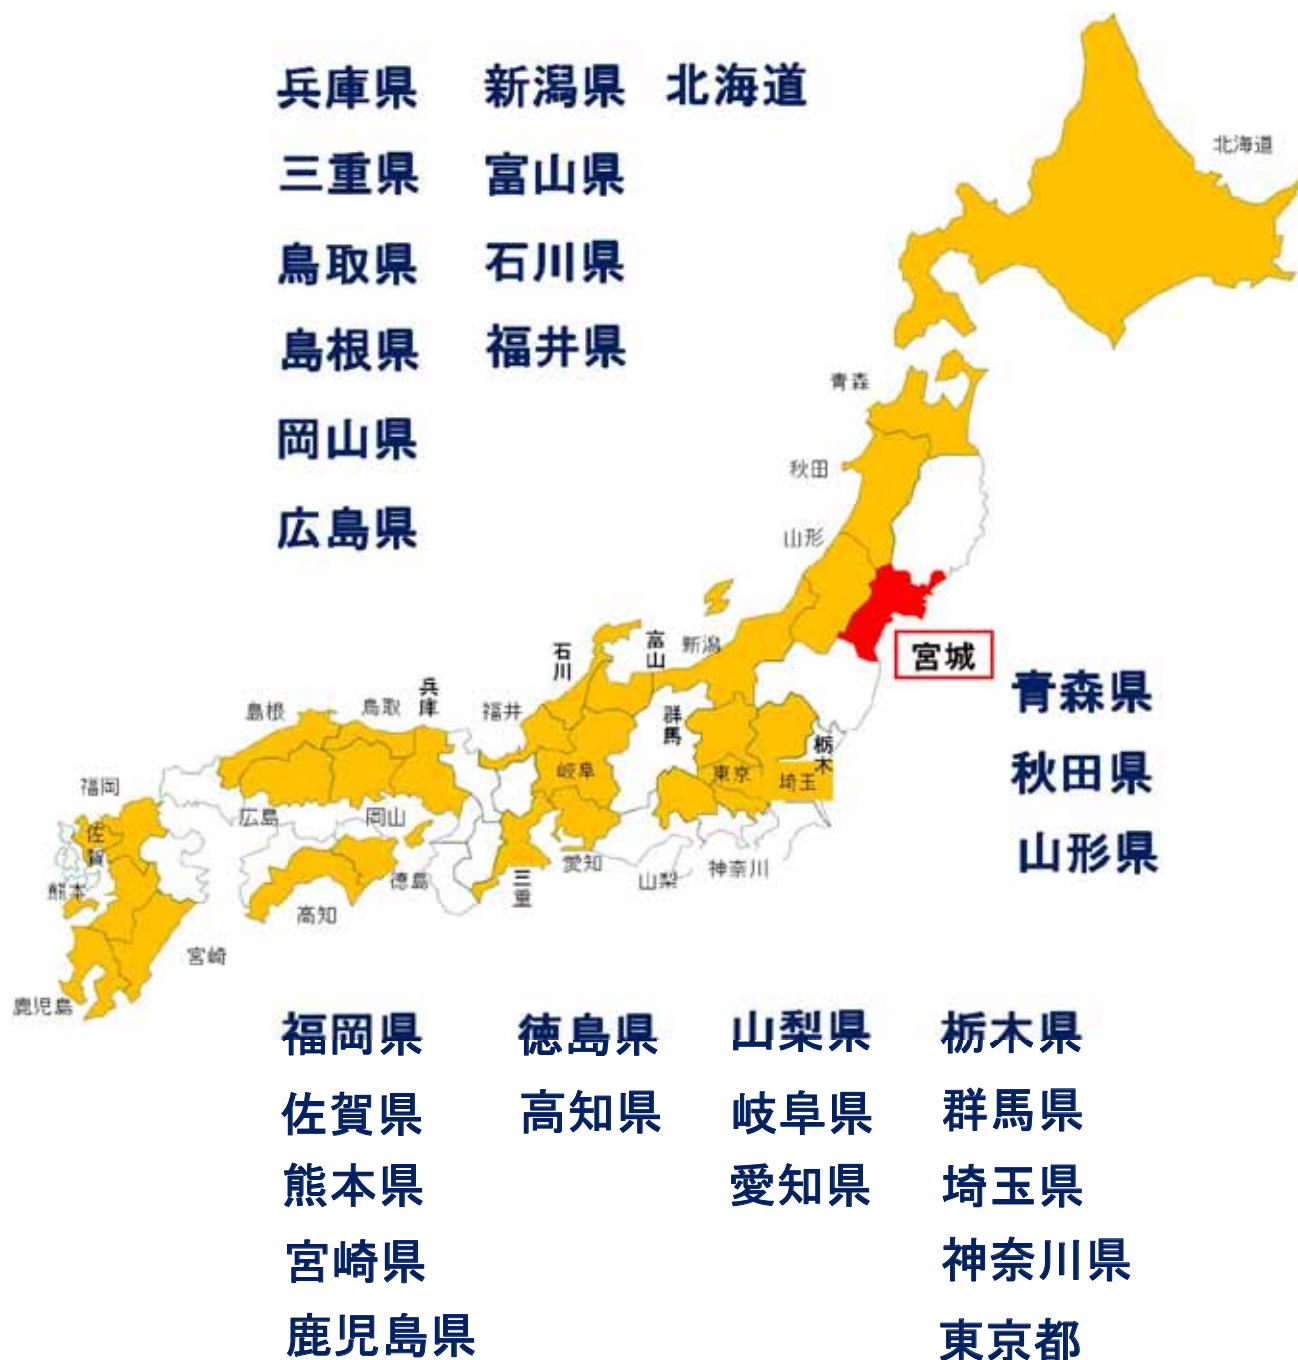 兵庫県
新潟県
北海道
三重県
富山県
鳥取県
石川県
島根県
福井県
岡山県
広島県
北海道
青森
秋田
山形
宮城
新潟
富山
石川
福井
兵庫
鳥取
島根
群馬
栃木
岐阜
東京
埼玉
福岡
広島
岡山
佐賀
愛知
徳島
三重
山梨
神奈川
熊本
高知
宮崎
鹿児島
青森県
秋田県
山形県
福岡県
徳島県
山梨県
栃木県
佐賀県
高知県
岐阜県
群馬県
熊本県
愛知県
埼玉県
宮崎県
神奈川県
鹿児島県
東京都